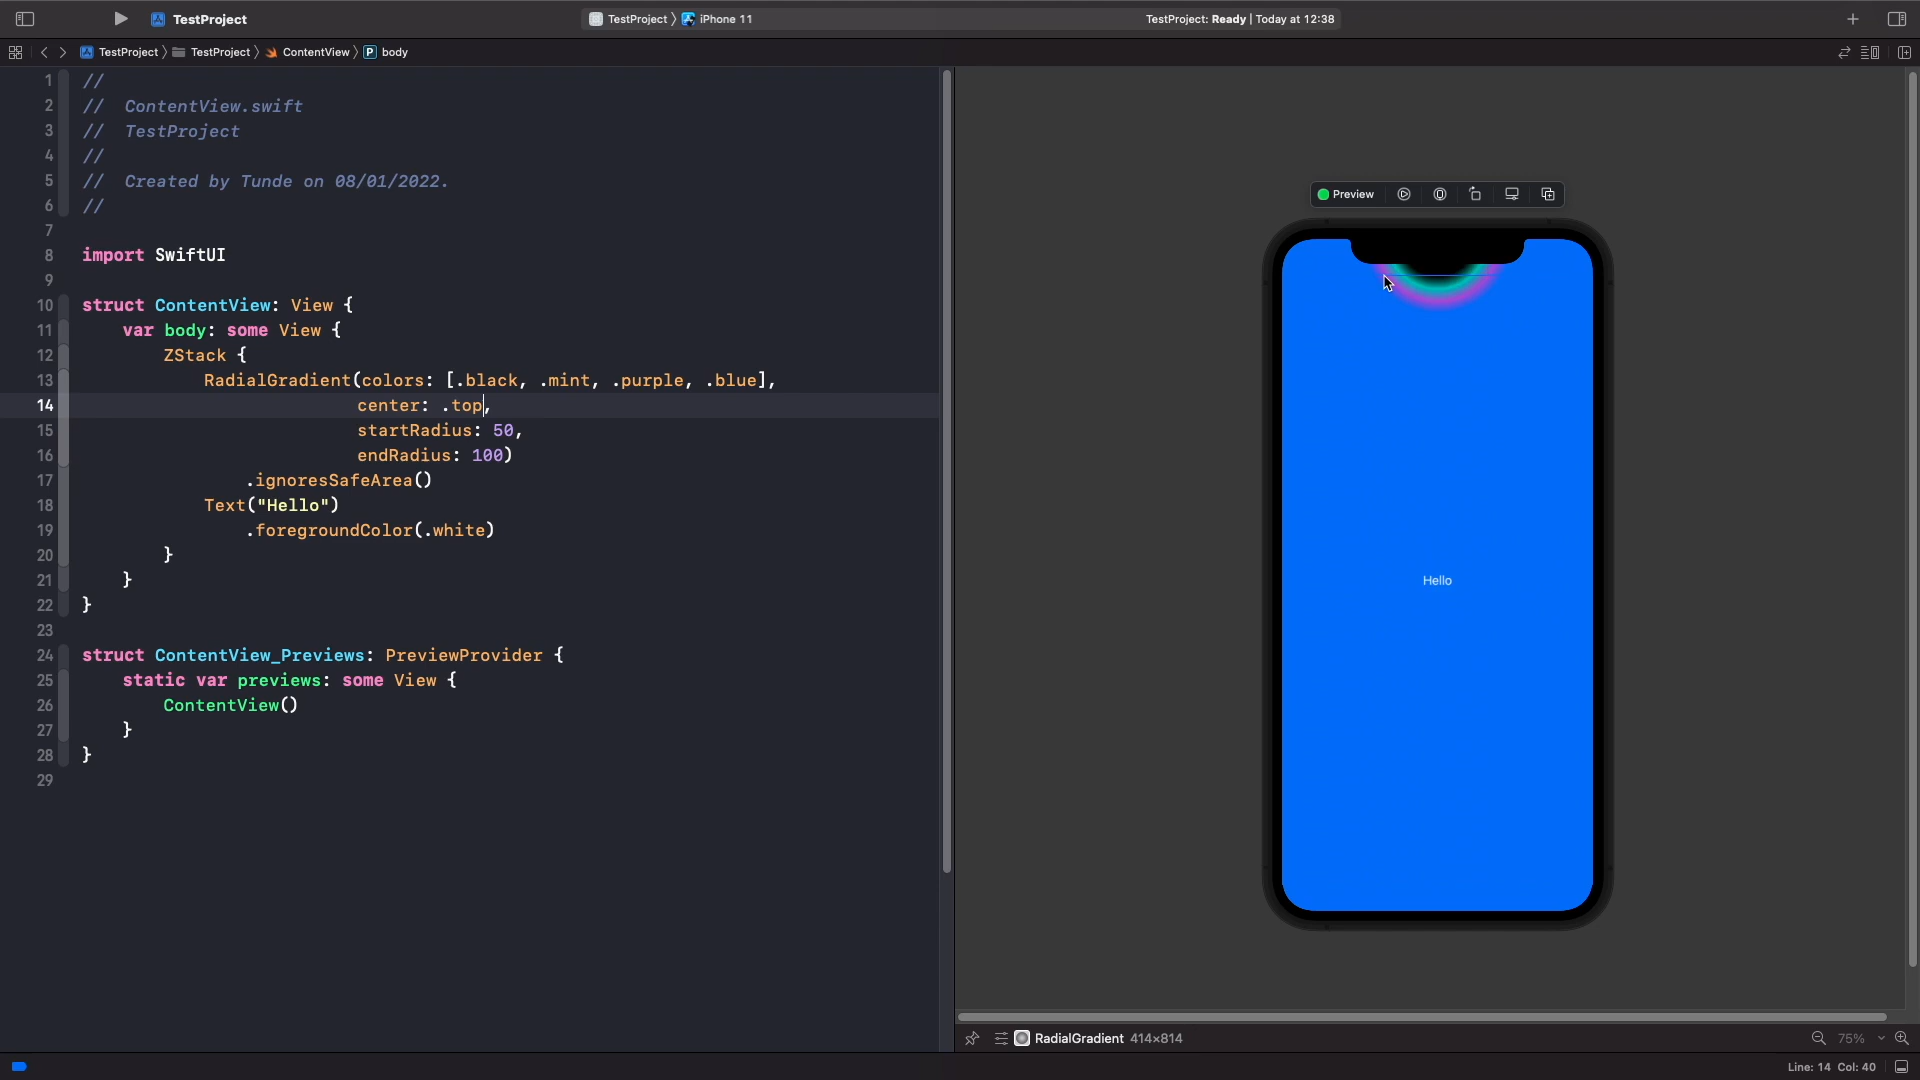 TestProject
TestProject 〉 iPhone 11
TestProject: Ready | Today at 12:38
TestProject 〉 TestProject 〉 ContentView 〉 P body
1 //
2 //  ContentView.swift
3 //  TestProject
4 //
5 //  Created by Tunde on 08/01/2022.
6 //
7
8 import SwiftUI
9
10 struct ContentView: View {
11     var body: some View {
12         ZStack {
13             RadialGradient(colors: [.black, .mint, .purple, .blue],
14                            center: .top,
15                            startRadius: 50,
16                            endRadius: 100)
17                 .ignoresSafeArea()
18             Text("Hello")
19                 .foregroundColor(.white)
20         }
21     }
22 }
23
24 struct ContentView_Previews: PreviewProvider {
25     static var previews: some View {
26         ContentView()
27     }
28 }
29
Preview
Hello
RadialGradient 414×814
75%
Line: 14 Col: 40